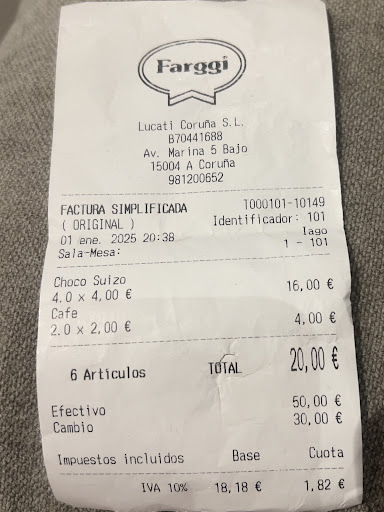 Farggi
Lucati Coruña S.L.
B70441688
Av. Marina 5 Bajo
15004 A Coruña
981200652
FACTURA SIMPLIFICADA T000101-10149
( ORIGINAL ) Identificador: 101
01 ene. 2025 20:38 Iago
Sala-Mesa: 1 - 101
Choco Suizo
4.0 x 4,00 € 16,00 €
Cafe
2.0 x 2,00 € 4,00 €
6 Artículos TOTAL 20,00 €
Efectivo 50,00 €
Cambio 30,00 €
Impuestos incluidos Base Cuota
IVA 10% 18,18 € 1,82 €